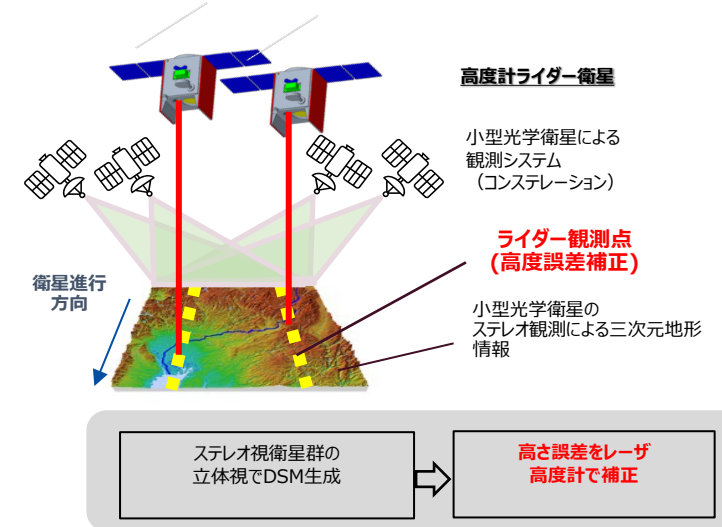 高度計ライダー衛星
小型光学衛星による
観測システム
（コンステレーション）
ライダー観測点
(高度誤差補正)
衛星進行
方向
小型光学衛星の
ステレオ観測による三次元地形
情報
ステレオ視衛星群の
立体視でDSM生成
高さ誤差をレーザ
高度計で補正